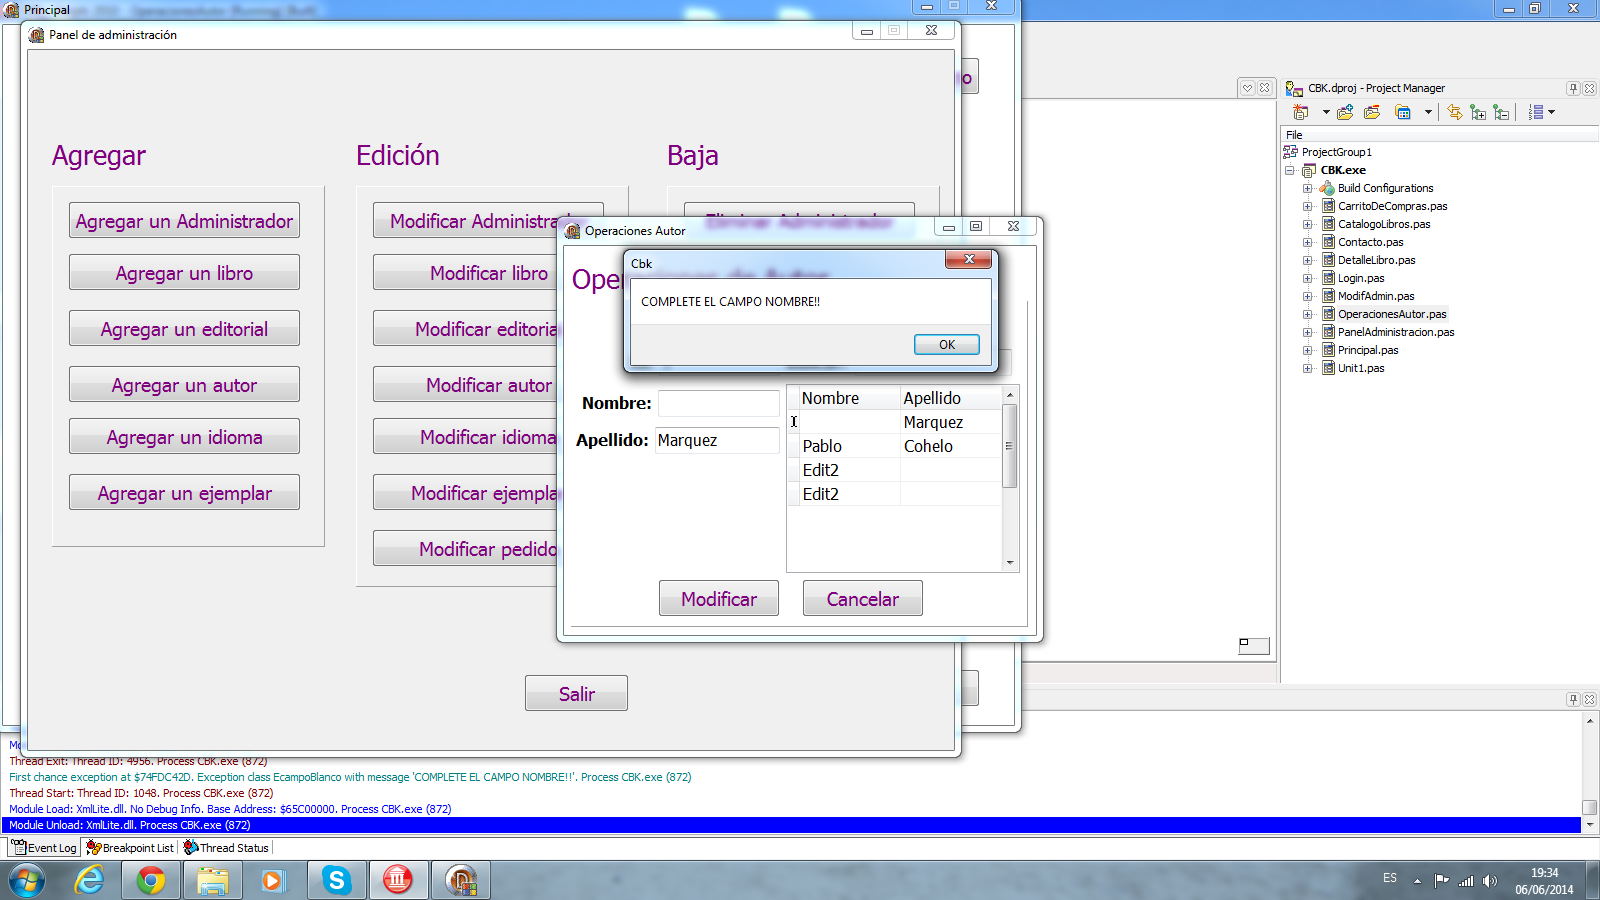 Principal
Panel de administración
Agregar
Agregar un Administrador
Agregar un libro
Agregar un editorial
Agregar un autor
Agregar un idioma
Agregar un ejemplar
Edición
Modificar Administrador
Modificar libro
Modificar editoria
Modificar autor
Modificar idioma
Modificar ejempla
Modificar pedido
Baja
Eliminar Administrador
Salir
Operaciones Autor
Operaciones de Autor
Cbk
COMPLETE EL CAMPO NOMBRE!!
OK
Nombre:
Apellido: Marquez
Nombre Apellido
Marquez
Pablo Cohelo
Edit2
Edit2
Modificar
Cancelar
CBK.dproj - Project Manager
File
ProjectGroup1
CBK.exe
Build Configurations
CarritoDeCompras.pas
CatalogoLibros.pas
Contacto.pas
DetalleLibro.pas
Login.pas
ModifAdmin.pas
OperacionesAutor.pas
PanelAdministracion.pas
Principal.pas
Unit1.pas
Thread Exit: Thread ID: 4956. Process CBK.exe (872)
First chance exception at $74FDC42D. Exception class EcampoBlanco with message 'COMPLETE EL CAMPO NOMBRE!!'. Process CBK.exe (872)
Thread Start: Thread ID: 1048. Process CBK.exe (872)
Module Load: XmlLite.dll. No Debug Info. Base Address: $65C00000. Process CBK.exe (872)
Module Unload: XmlLite.dll. Process CBK.exe (872)
Event Log
Breakpoint List
Thread Status
ES
19:34
06/06/2014